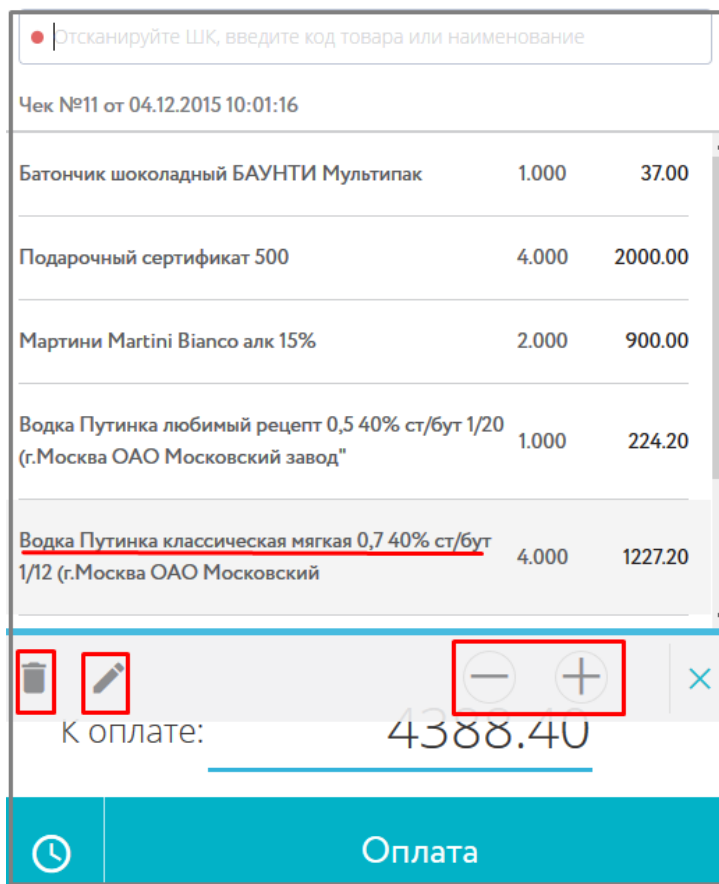 Отсканируйте ШК, введите код товара или наименование
Чек №11 от 04.12.2015 10:01:16
Батончик шоколадный БАУНТИ Мультипак 1.000 37.00
Подарочный сертификат 500 4.000 2000.00
Мартини Martini Bianco алк 15% 2.000 900.00
Водка Путинка любимый рецепт 0,5 40% ст/бут 1/20
(г.Москва ОАО Московский завод" 1.000 224.20
Водка Путинка классическая мягкая 0,7 40% ст/бут
1/12 (г.Москва ОАО Московский 4.000 1227.20
К оплате: 4388.40
Оплата